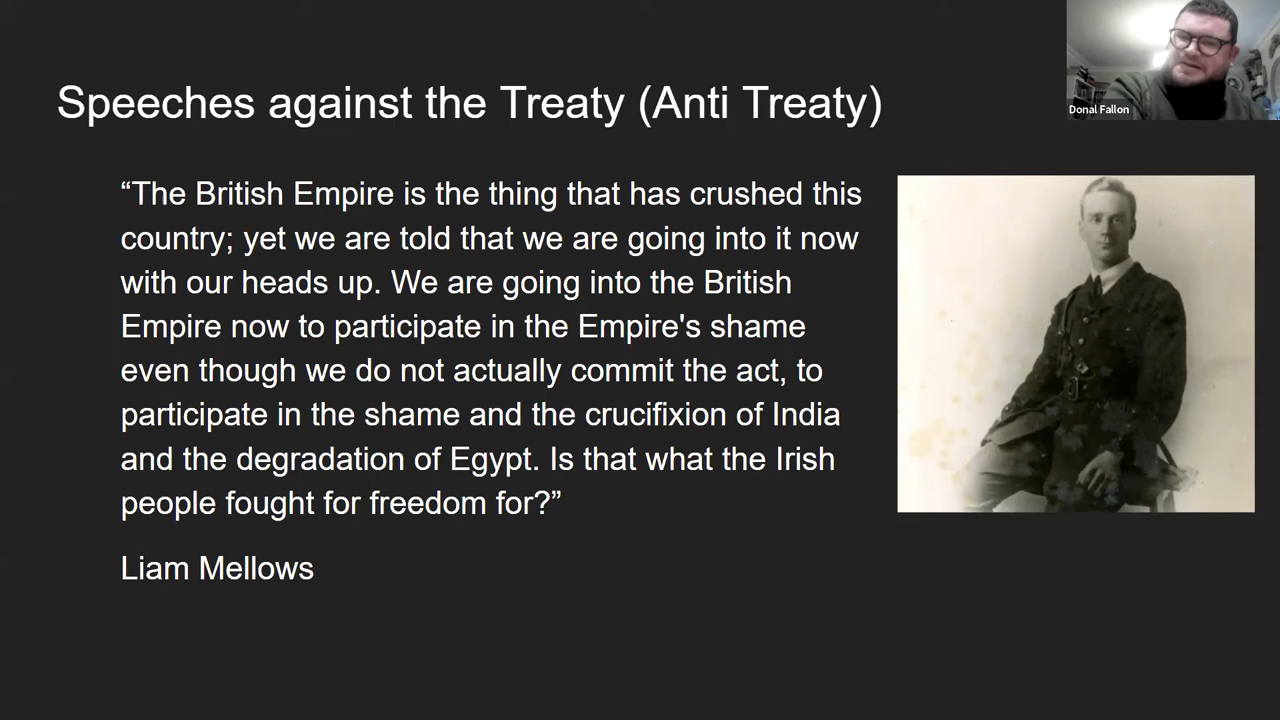 Speeches against the Treaty (Anti Treaty)
Donal Fallon
“The British Empire is the thing that has crushed this
country; yet we are told that we are going into it now
with our heads up. We are going into the British
Empire now to participate in the Empire's shame
even though we do not actually commit the act, to
participate in the shame and the crucifixion of India
and the degradation of Egypt. Is that what the Irish
people fought for freedom for?”
Liam Mellows